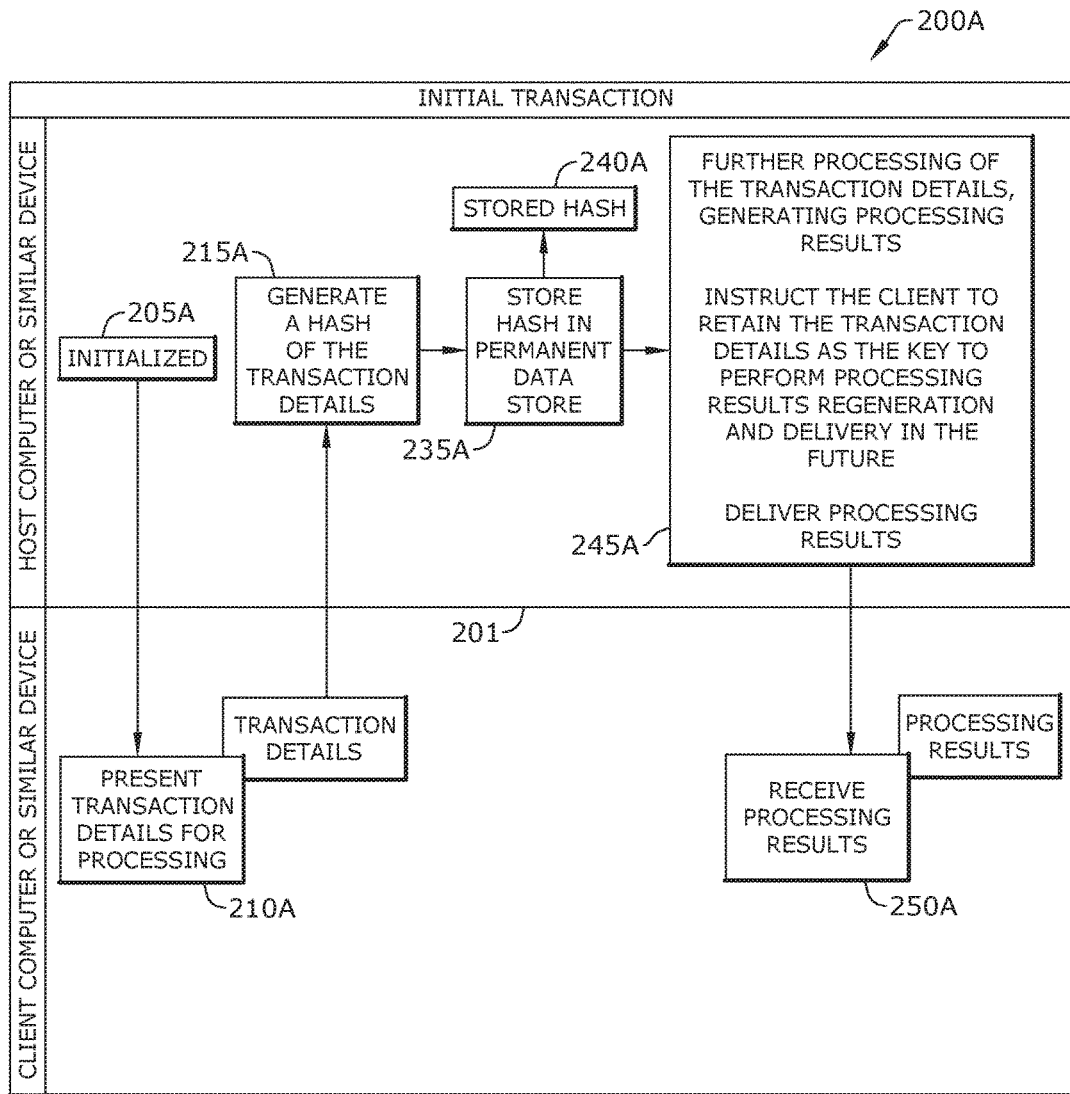 200A
INITIAL TRANSACTION
HOST COMPUTER OR SIMILAR DEVICE
205A
INITIALIZED
215A
GENERATE
A HASH
OF THE
TRANSACTION
DETAILS
240A
STORED HASH
STORE
HASH IN
PERMANENT
DATA
STORE
235A
FURTHER PROCESSING OF
THE TRANSACTION DETAILS,
GENERATING PROCESSING
RESULTS
INSTRUCT THE CLIENT TO
RETAIN THE TRANSACTION
DETAILS AS THE KEY TO
PERFORM PROCESSING
RESULTS REGENERATION
AND DELIVERY IN THE
FUTURE
DELIVER PROCESSING
RESULTS
245A
201
CLIENT COMPUTER OR SIMILAR DEVICE
TRANSACTION
DETAILS
PRESENT
TRANSACTION
DETAILS FOR
PROCESSING
210A
PROCESSING
RESULTS
RECEIVE
PROCESSING
RESULTS
250A